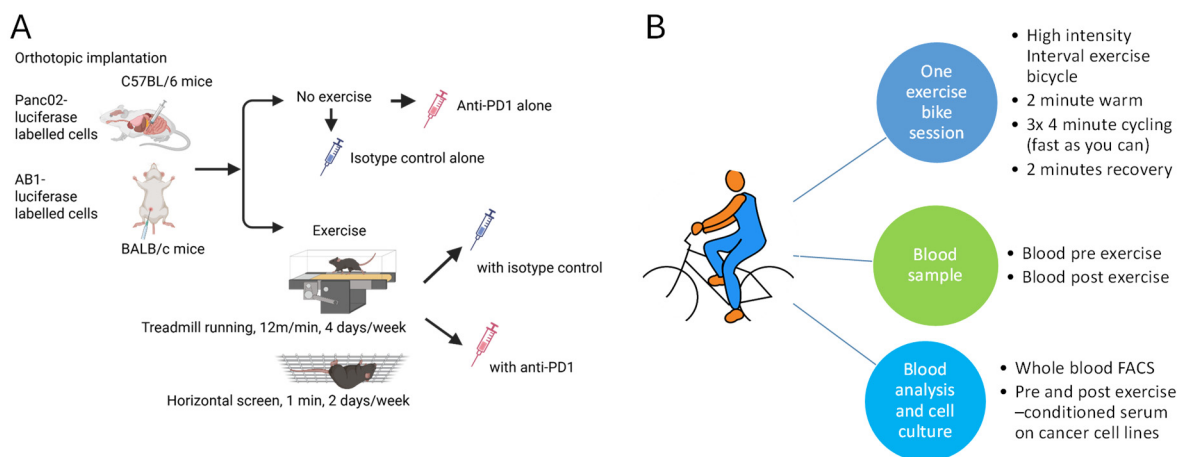 A
Orthotopic implantation
C57BL/6 mice
Panc02-
luciferase
labelled cells
AB1-
luciferase
labelled cells
BALB/c mice
No exercise
Anti-PD1 alone
Isotype control alone
Exercise
with isotype control
Treadmill running, 12m/min, 4 days/week
with anti-PD1
Horizontal screen, 1 min, 2 days/week
B
One
exercise
bike
session
• High intensity
Interval exercise
bicycle
• 2 minute warm
• 3x 4 minute cycling
(fast as you can)
• 2 minutes recovery
Blood
sample
• Blood pre exercise
• Blood post exercise
Blood
analysis
and cell
culture
• Whole blood FACS
• Pre and post exercise
–conditioned serum
on cancer cell lines